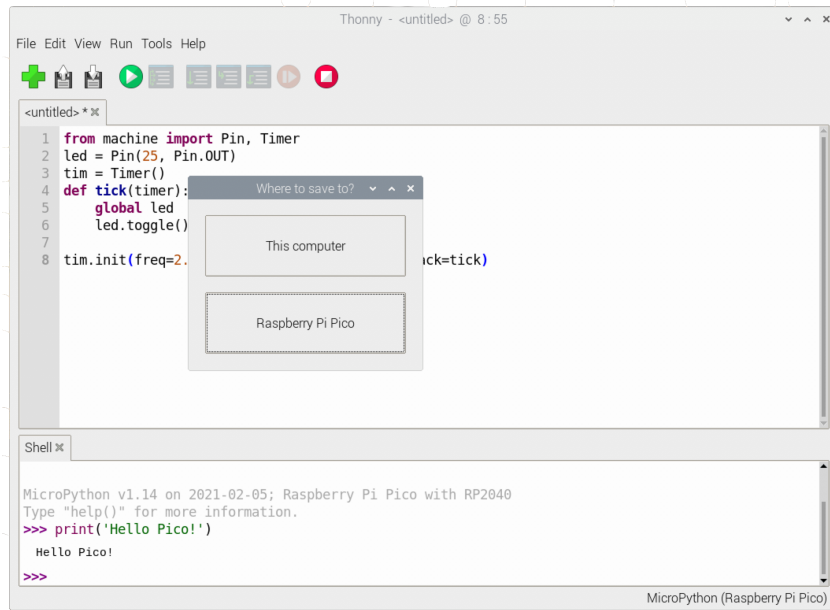 Thonny - <untitled> @ 8:55
File Edit View Run Tools Help
<untitled> *
1 from machine import Pin, Timer
2 led = Pin(25, Pin.OUT)
3 tim = Timer()
4 def tick(timer):
5     global led
6     led.toggle()
7
8 tim.init(freq=2. ck=tick)
Where to save to?
This computer
Raspberry Pi Pico
Shell
MicroPython v1.14 on 2021-02-05; Raspberry Pi Pico with RP2040
Type "help()" for more information.
>>> print('Hello Pico!')
Hello Pico!
>>>
MicroPython (Raspberry Pi Pico)